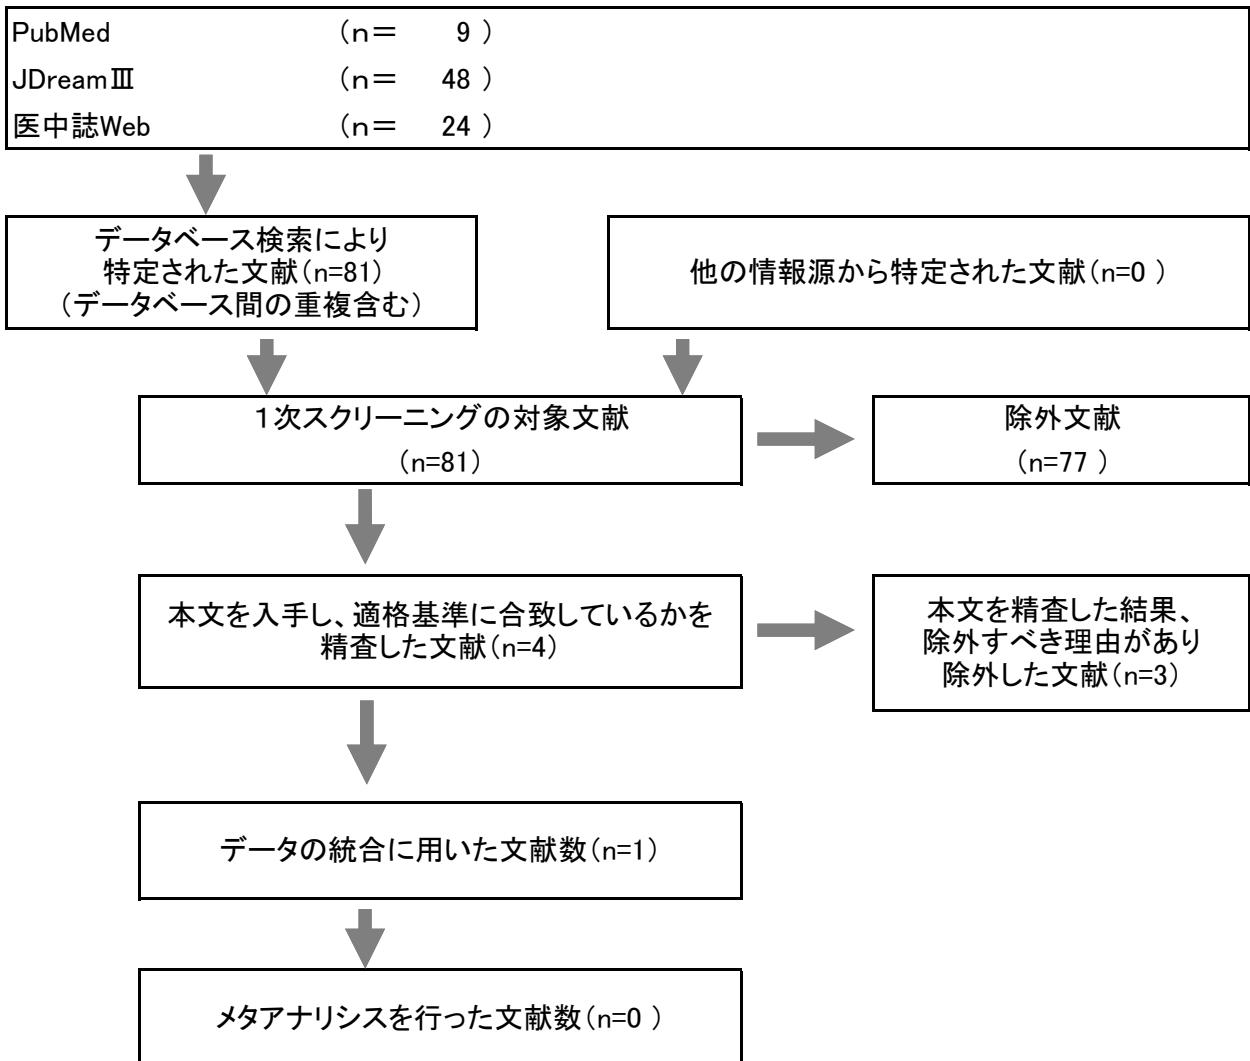 PubMed （n＝ 9 ）
JDreamⅢ （n＝ 48 ）
医中誌Web （n＝ 24 ）
データベース検索により
特定された文献（n=81）
（データベース間の重複含む）
他の情報源から特定された文献（n=0 ）
１次スクリーニングの対象文献
（n=81）
除外文献
（n=77 ）
本文を入手し、適格基準に合致しているかを
精査した文献（n=4）
本文を精査した結果、
除外すべき理由があり
除外した文献（n=3）
データの統合に用いた文献数（n=1）
メタアナリシスを行った文献数（n=0 ）